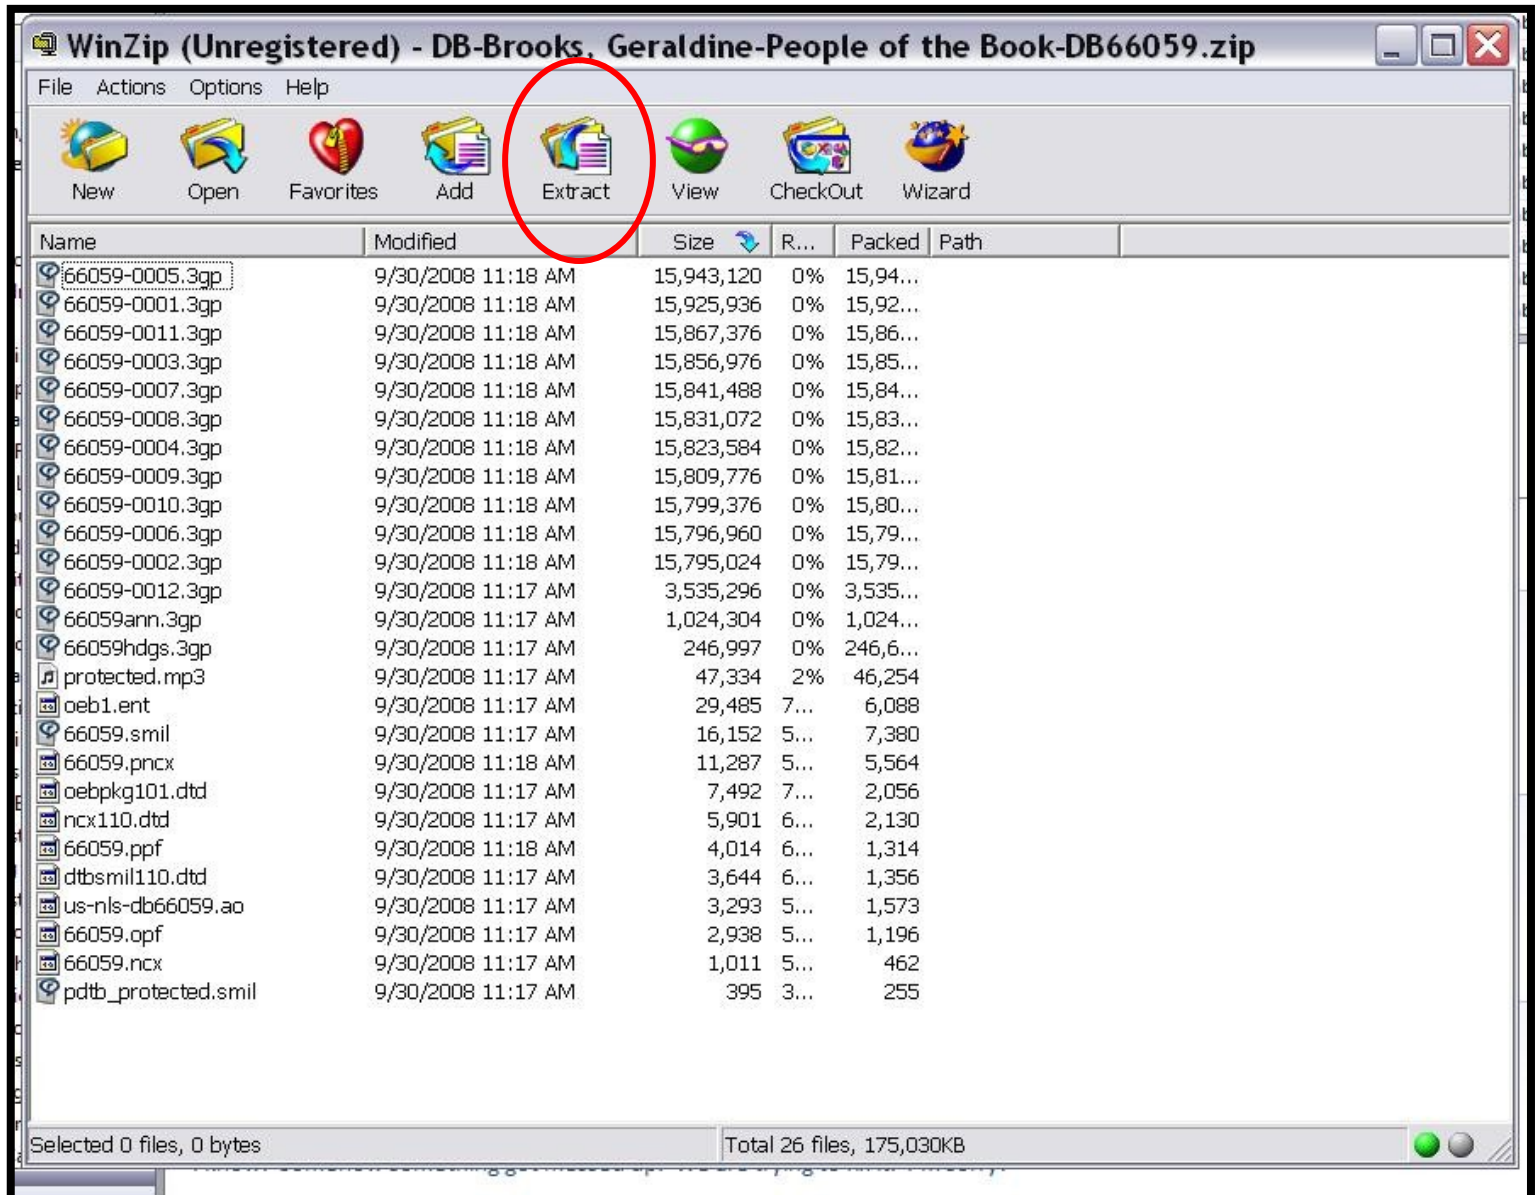 WinZip (Unregistered) - DB-Brooks, Geraldine-People of the Book-DB66059.zip
File Actions Options Help
New Open Favorites Add Extract View CheckOut Wizard
Name Modified Size R... Packed Path
66059-0005.3gp 9/30/2008 11:18 AM 15,943,120 0% 15,94...
66059-0001.3gp 9/30/2008 11:18 AM 15,925,936 0% 15,92...
66059-0011.3gp 9/30/2008 11:18 AM 15,867,376 0% 15,86...
66059-0003.3gp 9/30/2008 11:18 AM 15,856,976 0% 15,85...
66059-0007.3gp 9/30/2008 11:18 AM 15,841,488 0% 15,84...
66059-0008.3gp 9/30/2008 11:18 AM 15,831,072 0% 15,83...
66059-0004.3gp 9/30/2008 11:18 AM 15,823,584 0% 15,82...
66059-0009.3gp 9/30/2008 11:18 AM 15,809,776 0% 15,81...
66059-0010.3gp 9/30/2008 11:18 AM 15,799,376 0% 15,80...
66059-0006.3gp 9/30/2008 11:18 AM 15,796,960 0% 15,79...
66059-0002.3gp 9/30/2008 11:18 AM 15,795,024 0% 15,79...
66059-0012.3gp 9/30/2008 11:17 AM 3,535,296 0% 3,535...
66059ann.3gp 9/30/2008 11:17 AM 1,024,304 0% 1,024...
66059hdgs.3gp 9/30/2008 11:17 AM 246,997 0% 246,6...
protected.mp3 9/30/2008 11:17 AM 47,334 2% 46,254
oeb1.ent 9/30/2008 11:17 AM 29,485 7... 6,088
66059.smil 9/30/2008 11:17 AM 16,152 5... 7,380
66059.pncx 9/30/2008 11:18 AM 11,287 5... 5,564
oebpkg101.dtd 9/30/2008 11:17 AM 7,492 7... 2,056
ncx110.dtd 9/30/2008 11:17 AM 5,901 6... 2,130
66059.ppf 9/30/2008 11:18 AM 4,014 6... 1,314
dtbsmil110.dtd 9/30/2008 11:17 AM 3,644 6... 1,356
us-nls-db66059.ao 9/30/2008 11:17 AM 3,293 5... 1,573
66059.opf 9/30/2008 11:17 AM 2,938 5... 1,196
66059.ncx 9/30/2008 11:17 AM 1,011 5... 462
pdtb_protected.smil 9/30/2008 11:17 AM 395 3... 255
Selected 0 files, 0 bytes Total 26 files, 175,030KB